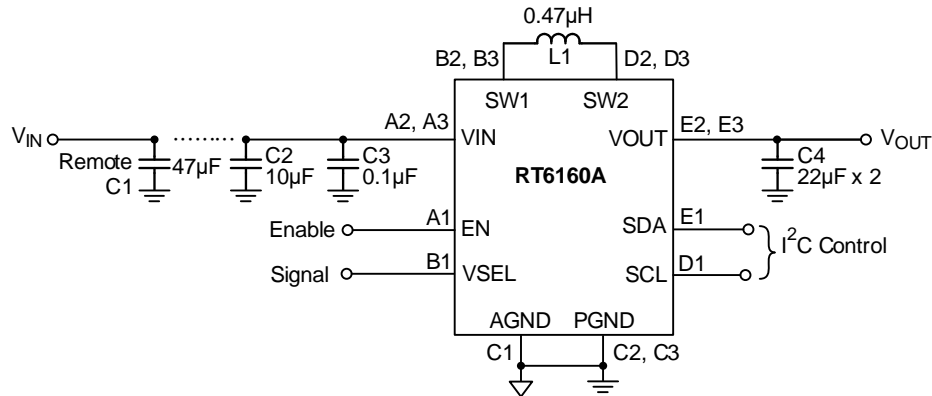 0.47µH
B2, B3
L1
D2, D3
SW1
SW2
V_IN
A2, A3
VIN
VOUT
E2, E3
V_OUT
Remote
C1
47µF
C2
10µF
C3
0.1µF
RT6160A
C4
22µF x 2
Enable
A1
EN
SDA
E1
I²C Control
Signal
B1
VSEL
SCL
D1
AGND
PGND
C1
C2, C3